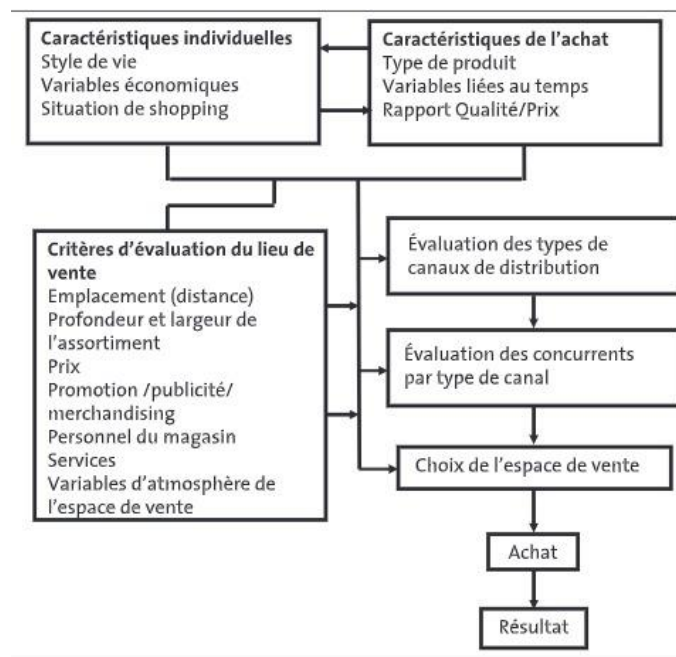 Caractéristiques individuelles
Style de vie
Variables économiques
Situation de shopping
Caractéristiques de l'achat
Type de produit
Variables liées au temps
Rapport Qualité/Prix
Critères d'évaluation du lieu de
vente
Emplacement (distance)
Profondeur et largeur de
l'assortiment
Prix
Promotion /publicité/
merchandising
Personnel du magasin
Services
Variables d'atmosphère de
l'espace de vente
Évaluation des types de
canaux de distribution
Évaluation des concurrents
par type de canal
Choix de l'espace de vente
Achat
Résultat